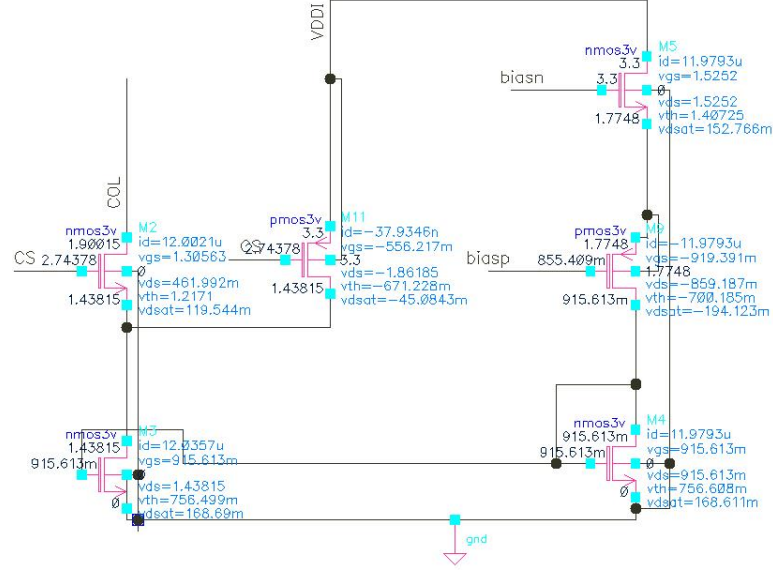 VDDI
nmos3v
M5
3.3
id=11.9793u
vgs=1.5252
biasn
3.3
0
vds=1.5252
vth=1.40725
1.7748
vdsat=152.766m
COL
nmos3v
M2
1.90015
id=12.0021u
vgs=1.30563
CS
2.74378
0
vds=461.992m
vth=1.2171
1.43815
vdsat=119.544m
pmos3v
M11
3.3
id=-37.9346n
vgs=-556.217m
CS
2.74378
3.3
vds=-1.86185
vth=-671.228m
1.43815
vdsat=-45.0843m
pmos3v
M9
1.7748
id=-11.9793u
vgs=-919.391m
biasp
855.409m
1.7748
vds=-859.187m
vth=-700.185m
915.613m
vdsat=-194.123m
nmos3v
M3
1.43815
id=12.0357u
vgs=915.613m
915.613m
0
vds=1.43815
vth=756.499m
0
vdsat=168.69m
nmos3v
M4
915.613m
id=11.9793u
vgs=915.613m
915.613m
0
vds=915.613m
vth=756.608m
0
vdsat=168.611m
gnd